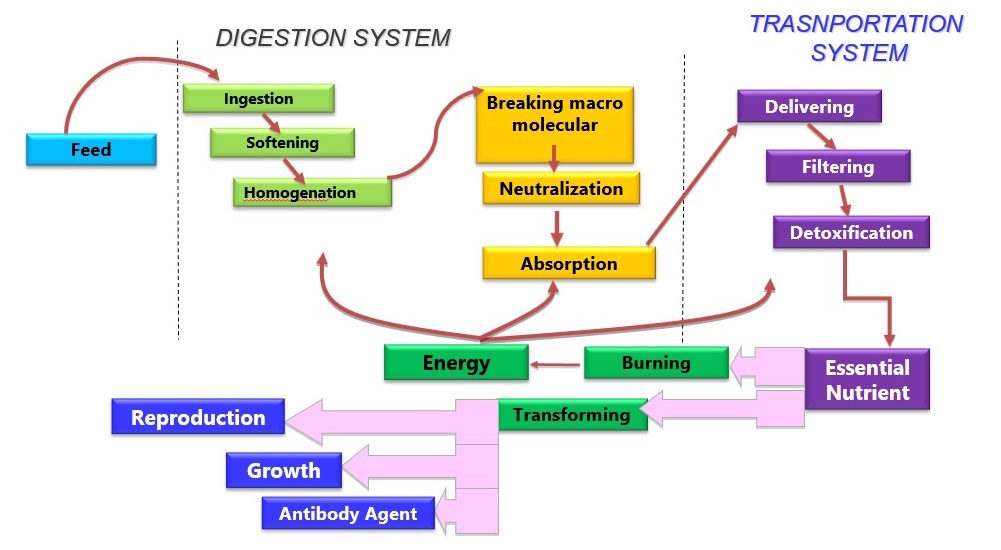 DIGESTION SYSTEM
TRASNPORTATION
SYSTEM
Feed
Ingestion
Softening
Homogenation
Breaking macro
molecular
Neutralization
Absorption
Delivering
Filtering
Detoxification
Essential
Nutrient
Burning
Energy
Transforming
Reproduction
Growth
Antibody Agent